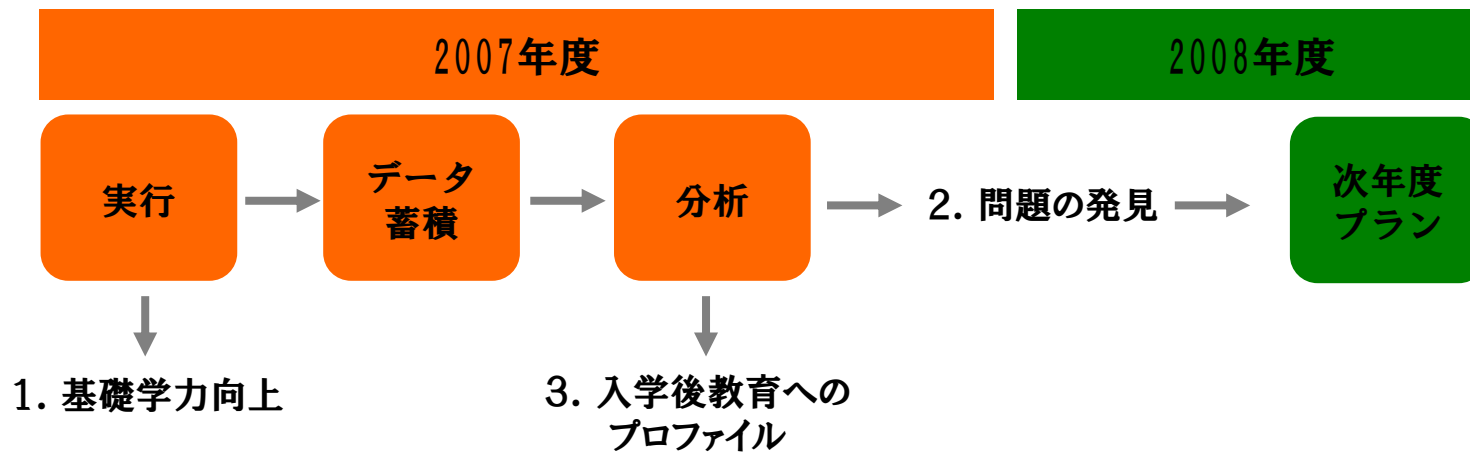 2007年度
2008年度
実行
データ
蓄積
分析
2. 問題の発見
次年度
プラン
1. 基礎学力向上
3. 入学後教育への
プロファイル